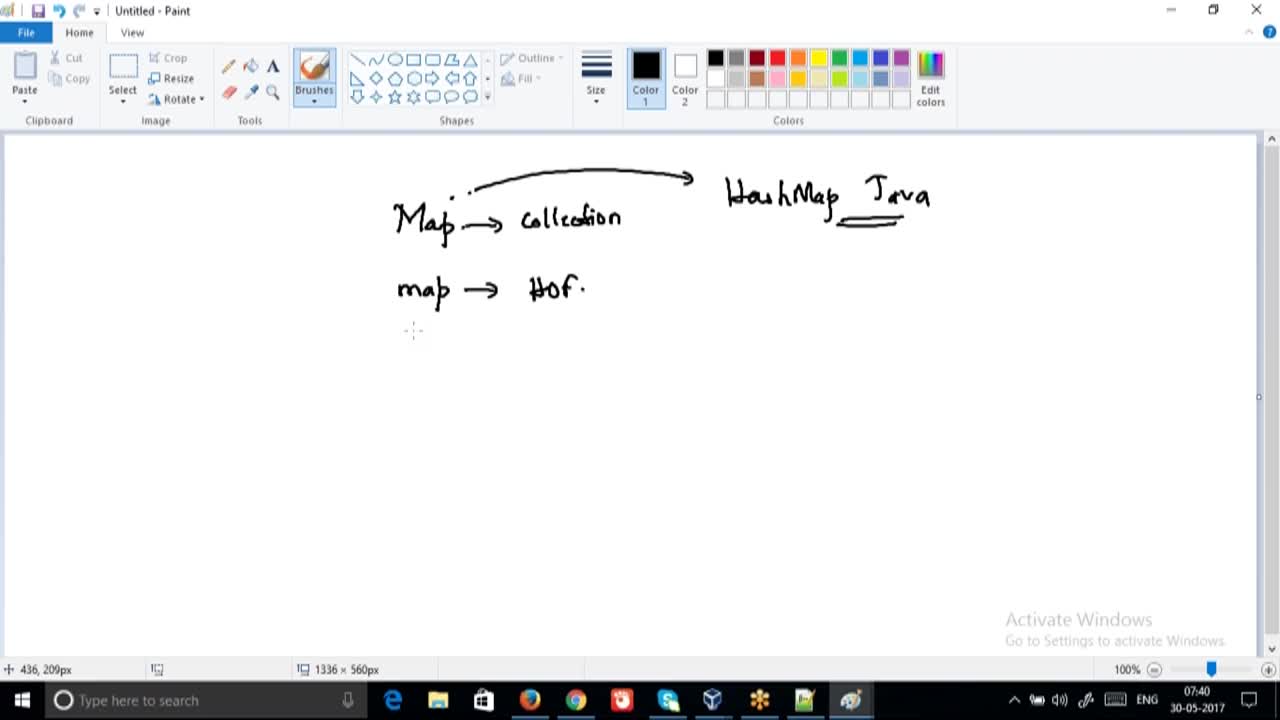 Untitled - Paint
File Home View
Paste Cut Copy Clipboard
Select Crop Resize Rotate Image
Tools
Brushes
Outline Fill Shapes
Size
Color 1 Color 2 Edit colors Colors
HashMap Java
Map → Collection
map → HOF.
Activate Windows
Go to Settings to activate Windows.
436, 209px 1336 × 560px 100%
Type here to search ENG 07:40
30-05-2017